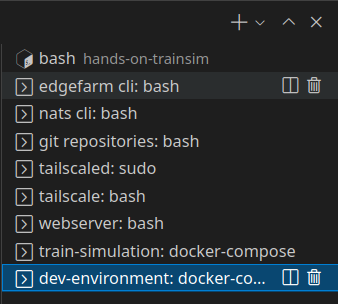 bash hands-on-trainsim
edgefarm cli: bash
nats cli: bash
git repositories: bash
tailscaled: sudo
tailscale: bash
webserver: bash
train-simulation: docker-compose
dev-environment: docker-co...